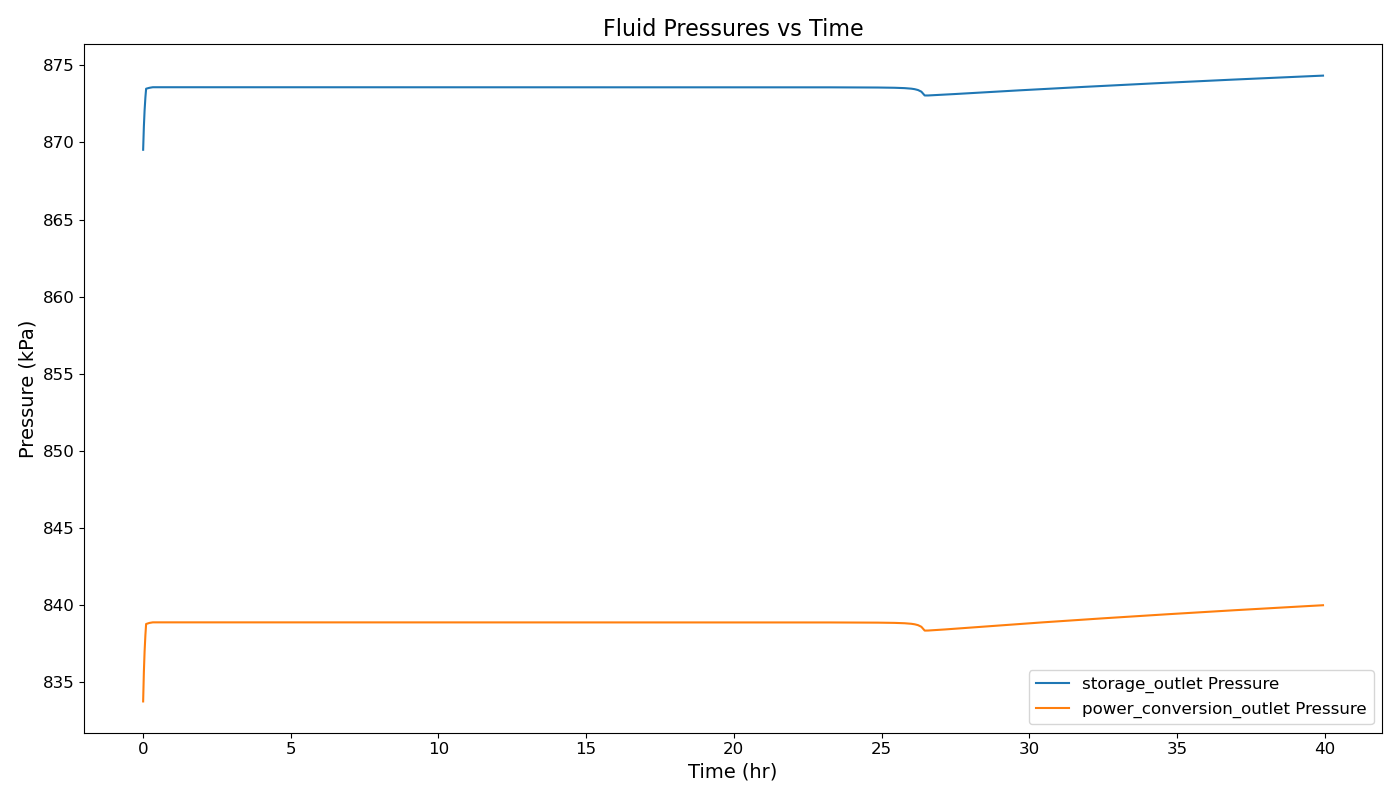 Fluid Pressures vs Time
Pressure (kPa)
875
870
865
860
855
850
845
840
835
0 5 10 15 20 25 30 35 40
Time (hr)
storage_outlet Pressure
power_conversion_outlet Pressure